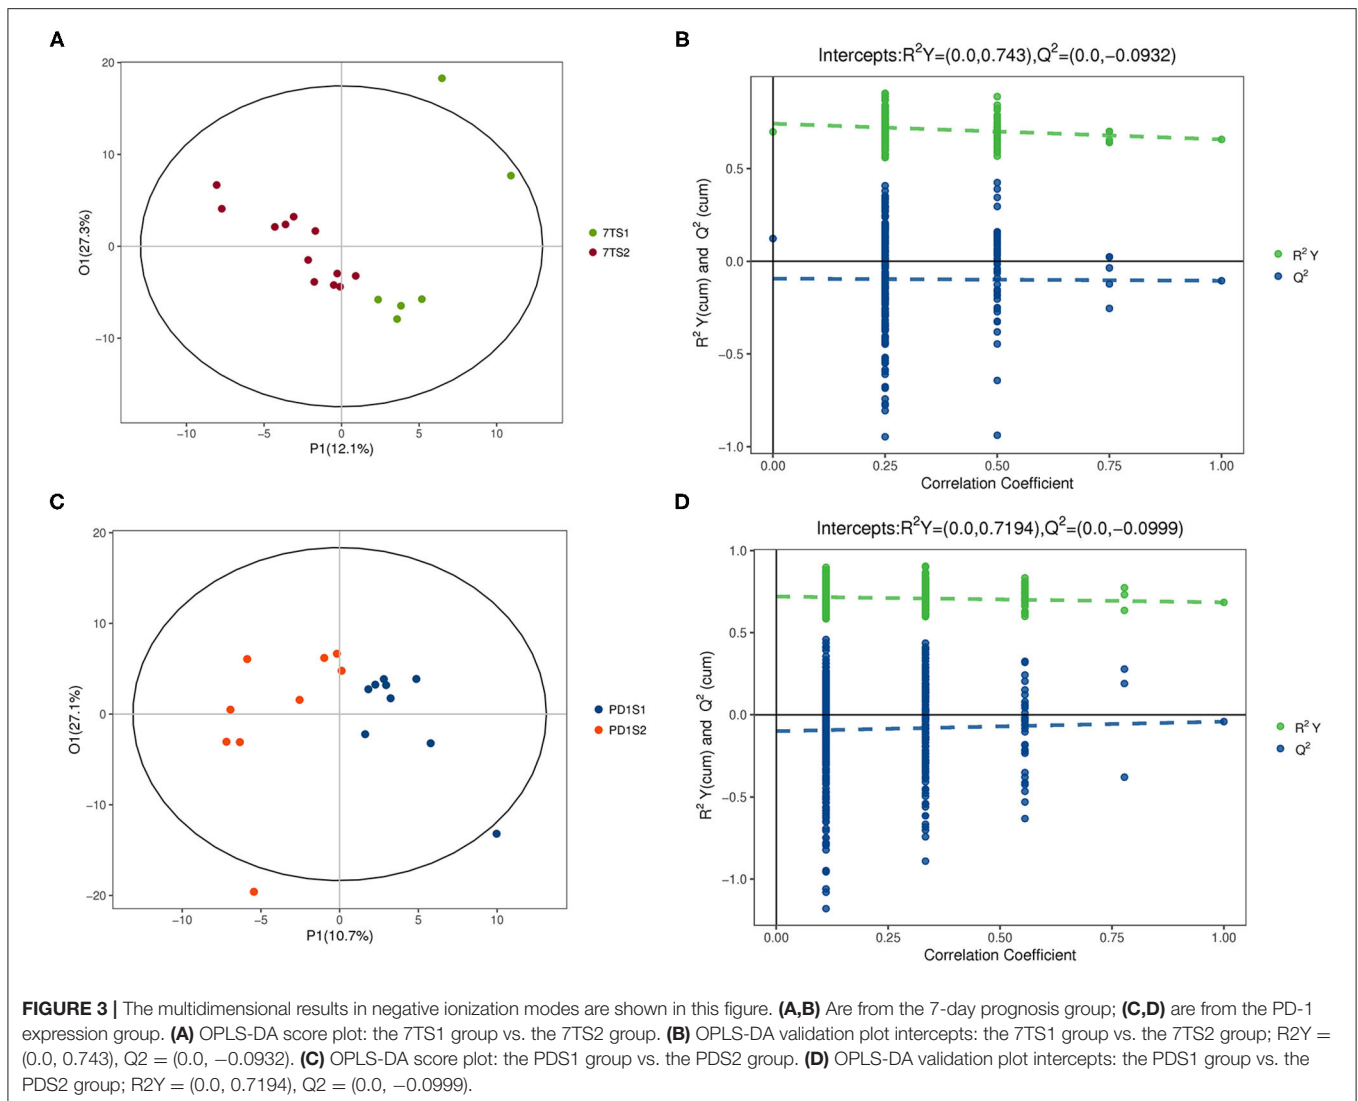 A
20
10
0
−10
−10
−5
0
5
10
O1(27.3%)
P1(12.1%)
7TS1
7TS2
B
Intercepts:R²Y=(0.0,0.743),Q²=(0.0,−0.0932)
0.5
0.0
−0.5
−1.0
0.00
0.25
0.50
0.75
1.00
R² Y(cum) and Q² (cum)
Correlation Coefficient
R² Y
Q²
C
20
10
0
−10
−20
−10
−5
0
5
10
O1(27.1%)
P1(10.7%)
PD1S1
PD1S2
D
Intercepts:R²Y=(0.0,0.7194),Q²=(0.0,−0.0999)
1.0
0.5
0.0
−0.5
−1.0
0.00
0.25
0.50
0.75
1.00
R² Y(cum) and Q² (cum)
Correlation Coefficient
R² Y
Q²
FIGURE 3 | The multidimensional results in negative ionization modes are shown in this figure. (A,B) Are from the 7-day prognosis group; (C,D) are from the PD-1
expression group. (A) OPLS-DA score plot: the 7TS1 group vs. the 7TS2 group. (B) OPLS-DA validation plot intercepts: the 7TS1 group vs. the 7TS2 group; R2Y =
(0.0, 0.743), Q2 = (0.0, −0.0932). (C) OPLS-DA score plot: the PDS1 group vs. the PDS2 group. (D) OPLS-DA validation plot intercepts: the PDS1 group vs. the
PDS2 group; R2Y = (0.0, 0.7194), Q2 = (0.0, −0.0999).